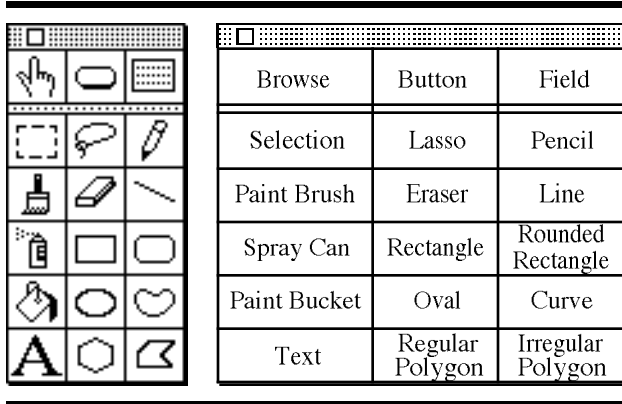 Browse Button Field
Selection Lasso Pencil
Paint Brush Eraser Line
Spray Can Rectangle Rounded Rectangle
Paint Bucket Oval Curve
A Text Regular Polygon Irregular Polygon